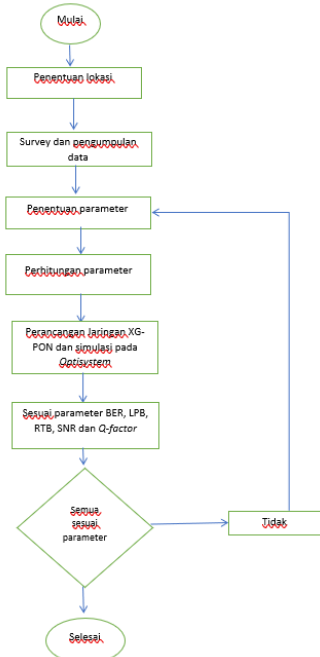 Mulai
Penentuan lokasi
Survey dan pengumpulan
data
Penentuan parameter
Perbitungan parameter
Perancangan Jaringan XG-
PON dan simulasi pada
Optisystem
Sesuai parameter BER, LPB,
RTB, SNR dan Q-factor
Semua
sesuai
parameter
Tidak
Selesai